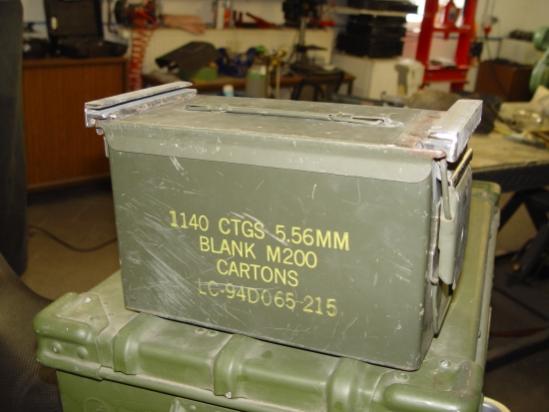 1140 CTGS 5.56MM
BLANK M200
CARTONS
LC-94D065-215